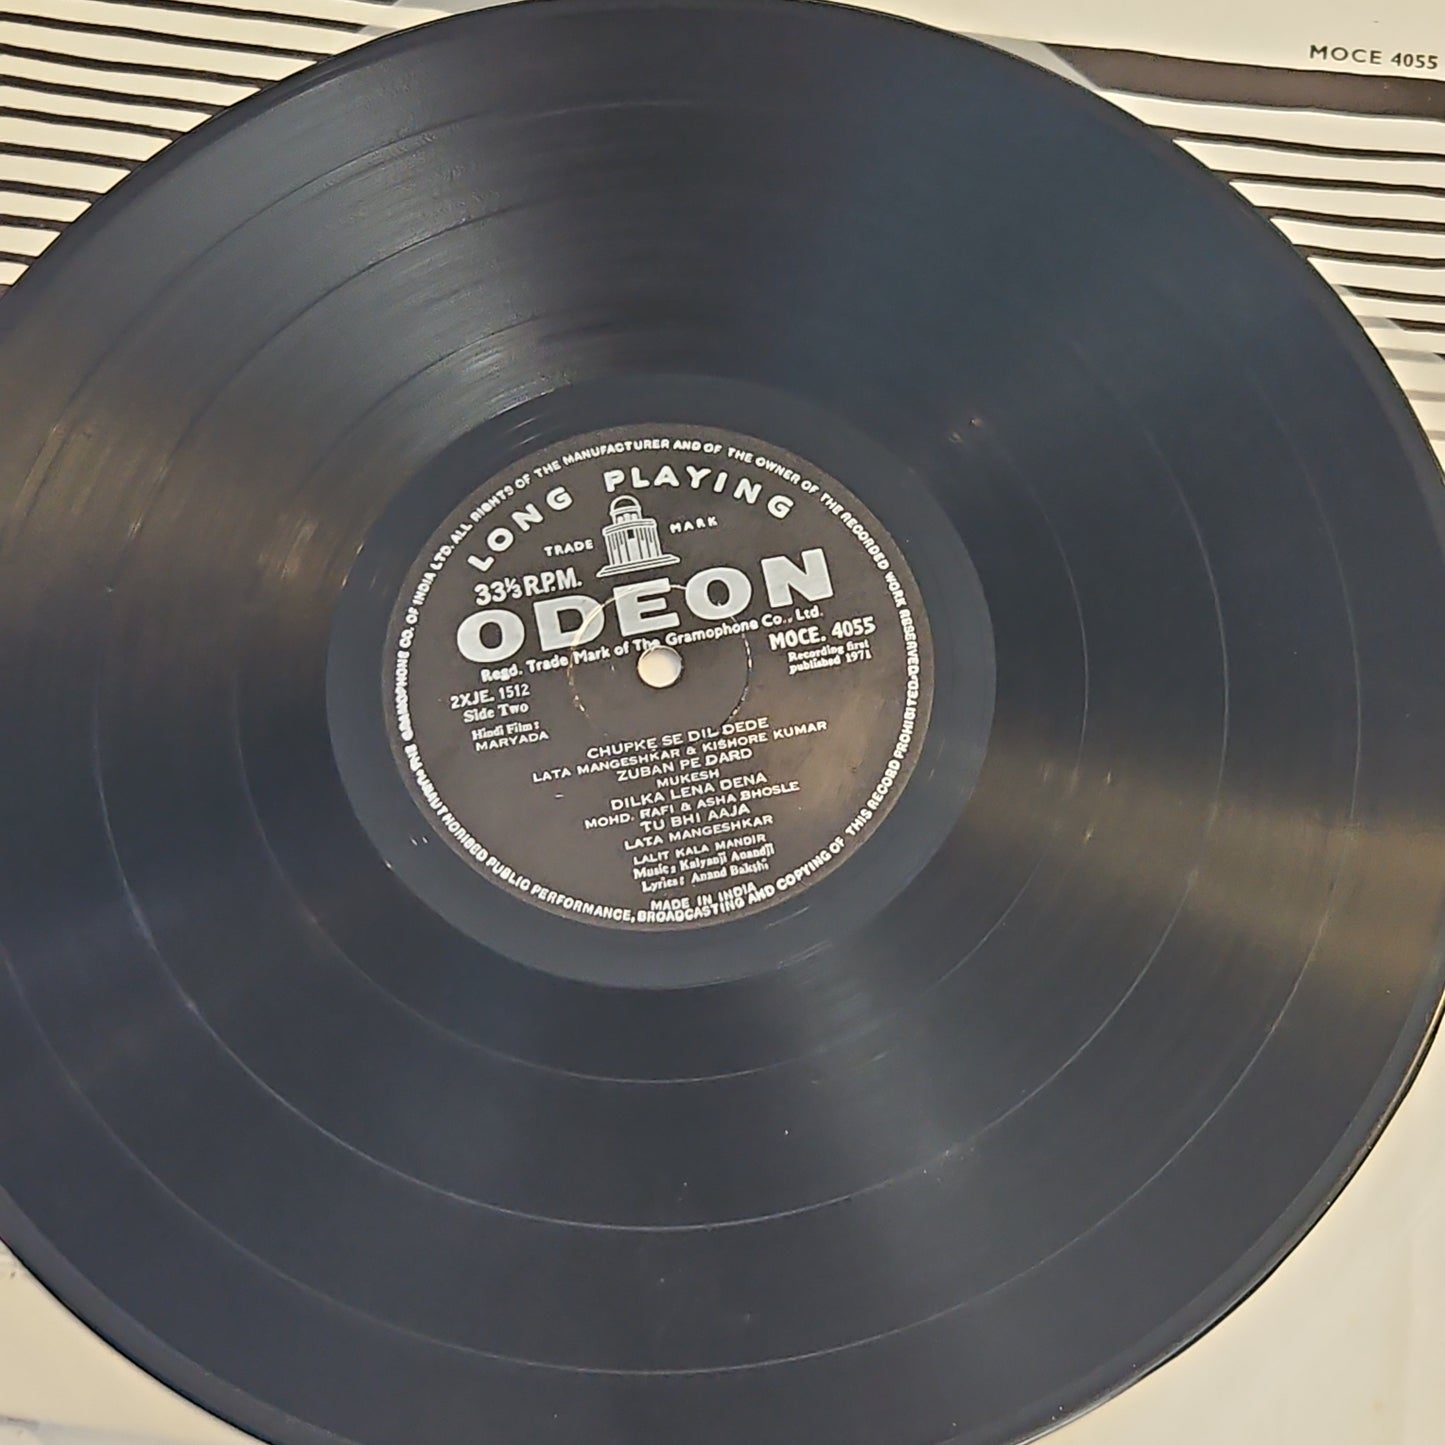 MOCE 4055
THE GRAMOPHONE CO. OF INDIA LTD. ALL RIGHTS OF THE MANUFACTURER AND OF THE OWNER OF THE RECORDED WORK RESERVED. UNAUTHORISED PUBLIC PERFORMANCE, BROADCASTING AND COPYING OF THIS RECORD PROHIBITED.
LONG PLAYING
TRADE MARK
33⅓ R.P.M.
ODEON
Regd. Trade Mark of The Gramophone Co., Ltd.
MOCE. 4055
Recording first
published 1971
2XJE. 1512
Side Two
Hindi Film:
MARYADA
CHUPKE SE DIL DEDE
LATA MANGESHKAR & KISHORE KUMAR
ZUBAN PE DARD
MUKESH
DILKA LENA DENA
MOHD. RAFI & ASHA BHOSLE
TU BHI AAJA
LATA MANGESHKAR
LALIT KALA MANDIR
Music: Kalyanji Anandji
Lyrics: Anand Bakshi
MADE IN INDIA